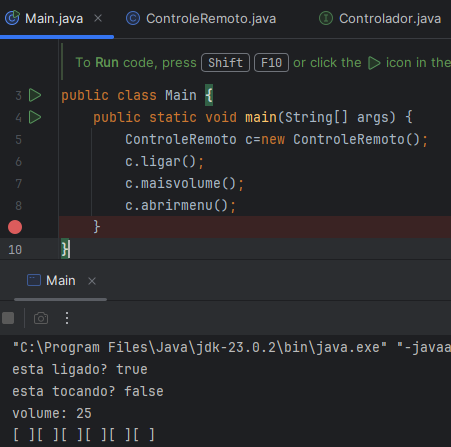 Main.java × ControleRemoto.java Controlador.java
To Run code, press Shift F10 or click the icon in the
3 public class Main {
4 public static void main(String[] args) {
5 ControleRemoto c=new ControleRemoto();
6 c.ligar();
7 c.maisvolume();
8 c.abrirmenu();
}
10 }
Main ×
"C:\Program Files\Java\jdk-23.0.2\bin\java.exe" "-javaa
esta ligado? true
esta tocando? false
volume: 25
[ ][ ][ ][ ][ ][ ][ ]